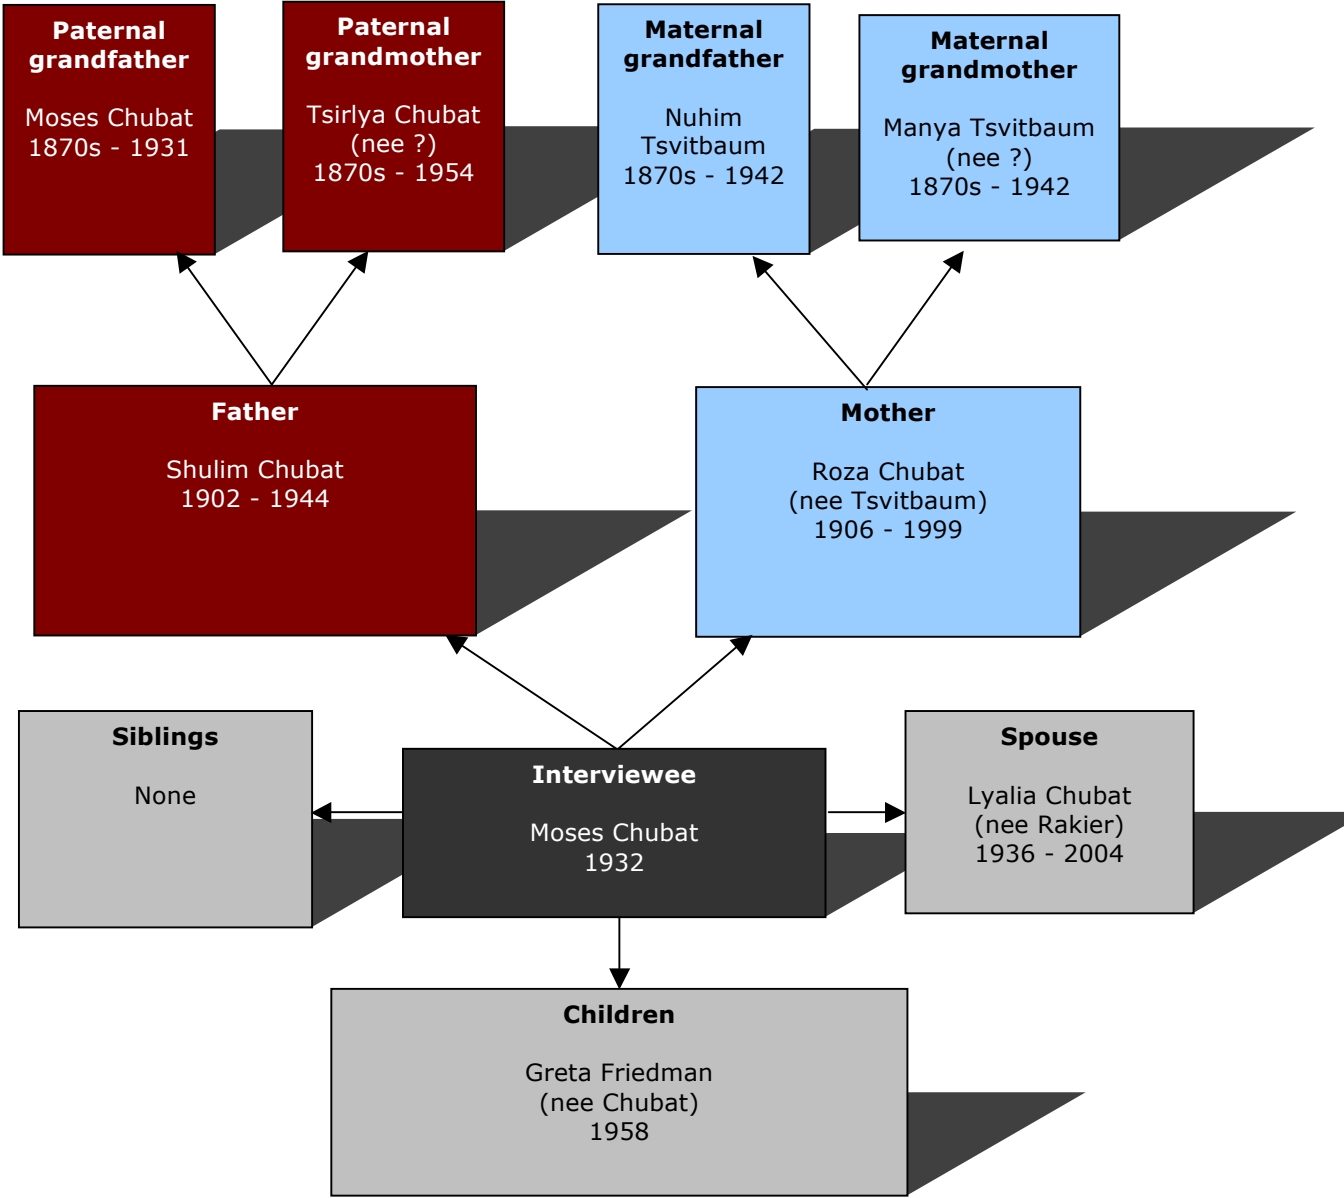 Paternal
grandfather
Moses Chubat
1870s - 1931
Paternal
grandmother
Tsirlya Chubat
(nee ?)
1870s - 1954
Maternal
grandfather
Nuhim
Tsvitbaum
1870s - 1942
Maternal
grandmother
Manya Tsvitbaum
(nee ?)
1870s - 1942
Father
Shulim Chubat
1902 - 1944
Mother
Roza Chubat
(nee Tsvitbaum)
1906 - 1999
Siblings
None
Interviewee
Moses Chubat
1932
Spouse
Lyalia Chubat
(nee Rakier)
1936 - 2004
Children
Greta Friedman
(nee Chubat)
1958